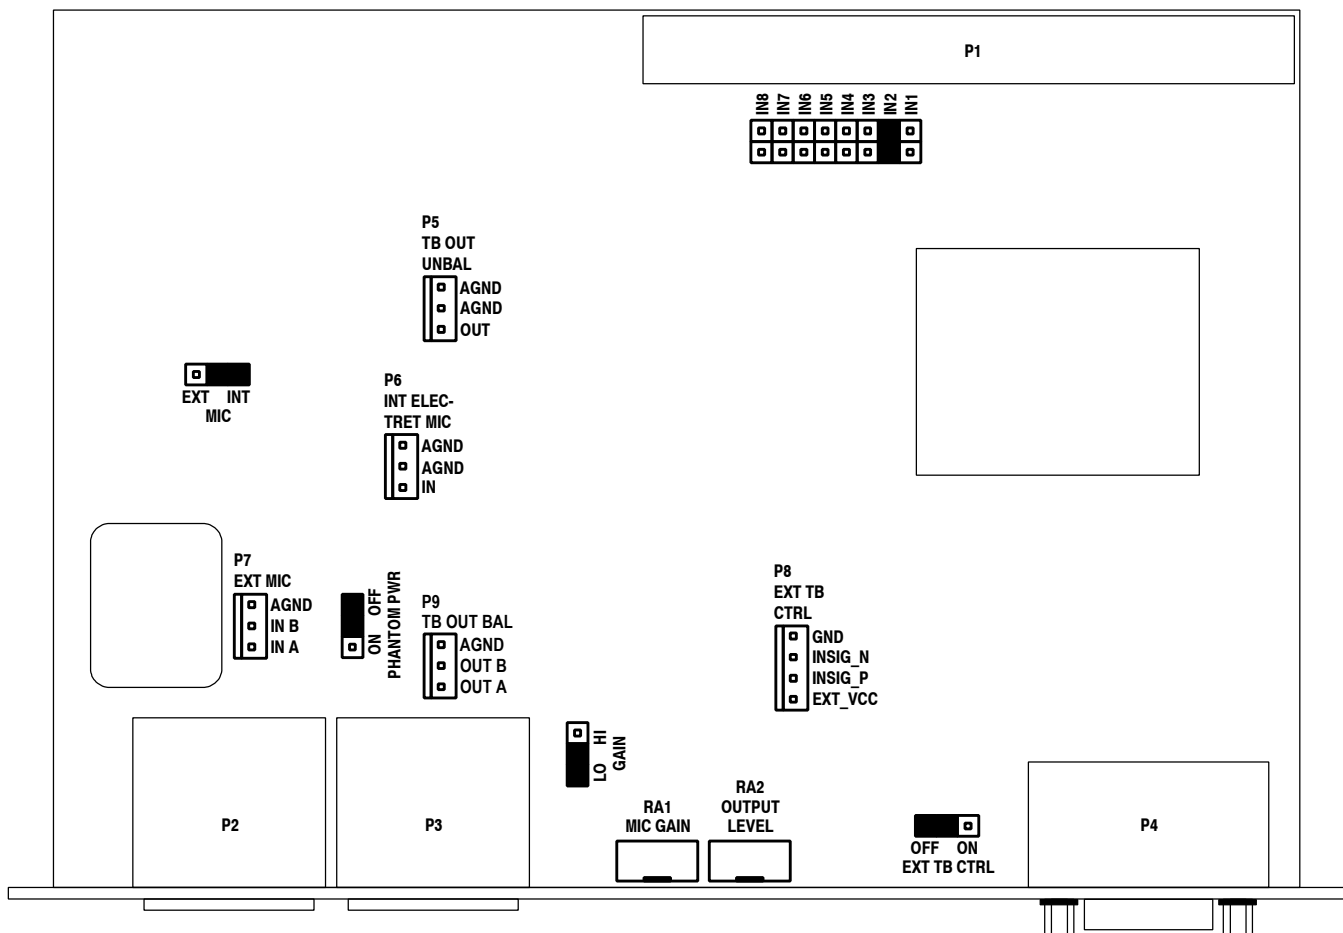 P1
IN8
IN7
IN6
IN5
IN4
IN3
IN2
IN1
P5
TB OUT
UNBAL
AGND
AGND
OUT
EXT INT
MIC
P6
INT ELEC-
TRET MIC
AGND
AGND
IN
P7
EXT MIC
AGND
IN B
IN A
ON OFF
PHANTOM PWR
P9
TB OUT BAL
AGND
OUT B
OUT A
P8
EXT TB
CTRL
GND
INSIG_N
INSIG_P
EXT_VCC
LO HI
GAIN
RA1
MIC GAIN
RA2
OUTPUT
LEVEL
OFF ON
EXT TB CTRL
P2
P3
P4